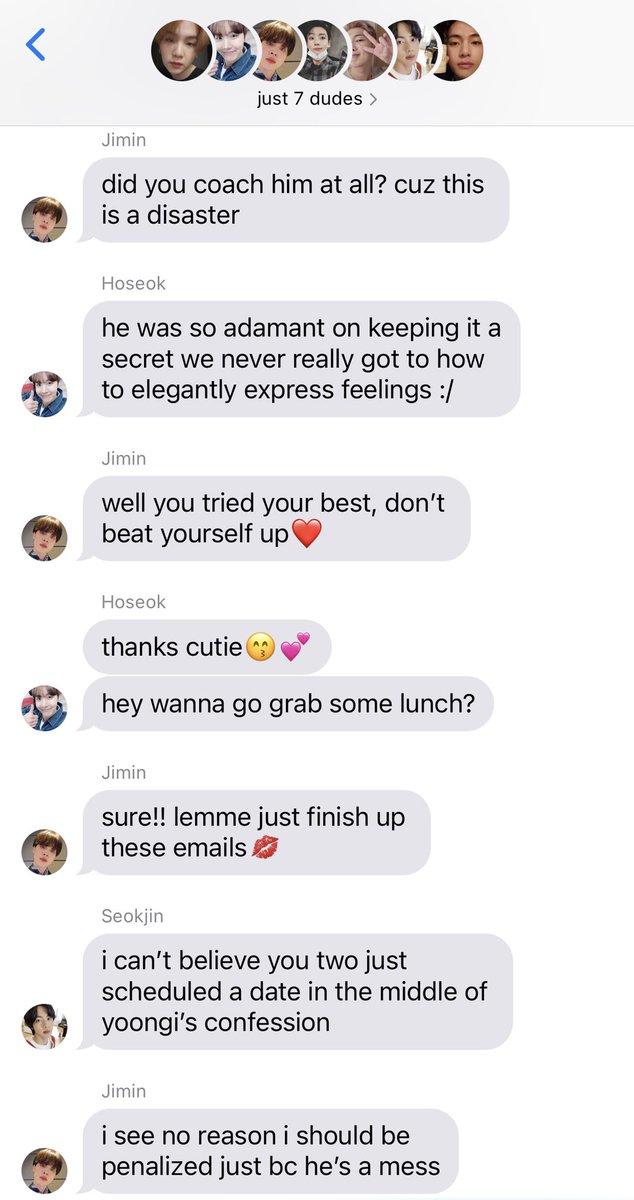 just 7 dudes
Jimin
did you coach him at all? cuz this
is a disaster
Hoseok
he was so adamant on keeping it a
secret we never really got to how
to elegantly express feelings :/
Jimin
well you tried your best, don’t
beat yourself up❤️
Hoseok
thanks cutie😙💕
hey wanna go grab some lunch?
Jimin
sure!! lemme just finish up
these emails💋
Seokjin
i can’t believe you two just
scheduled a date in the middle of
yoongi’s confession
Jimin
i see no reason i should be
penalized just bc he’s a mess